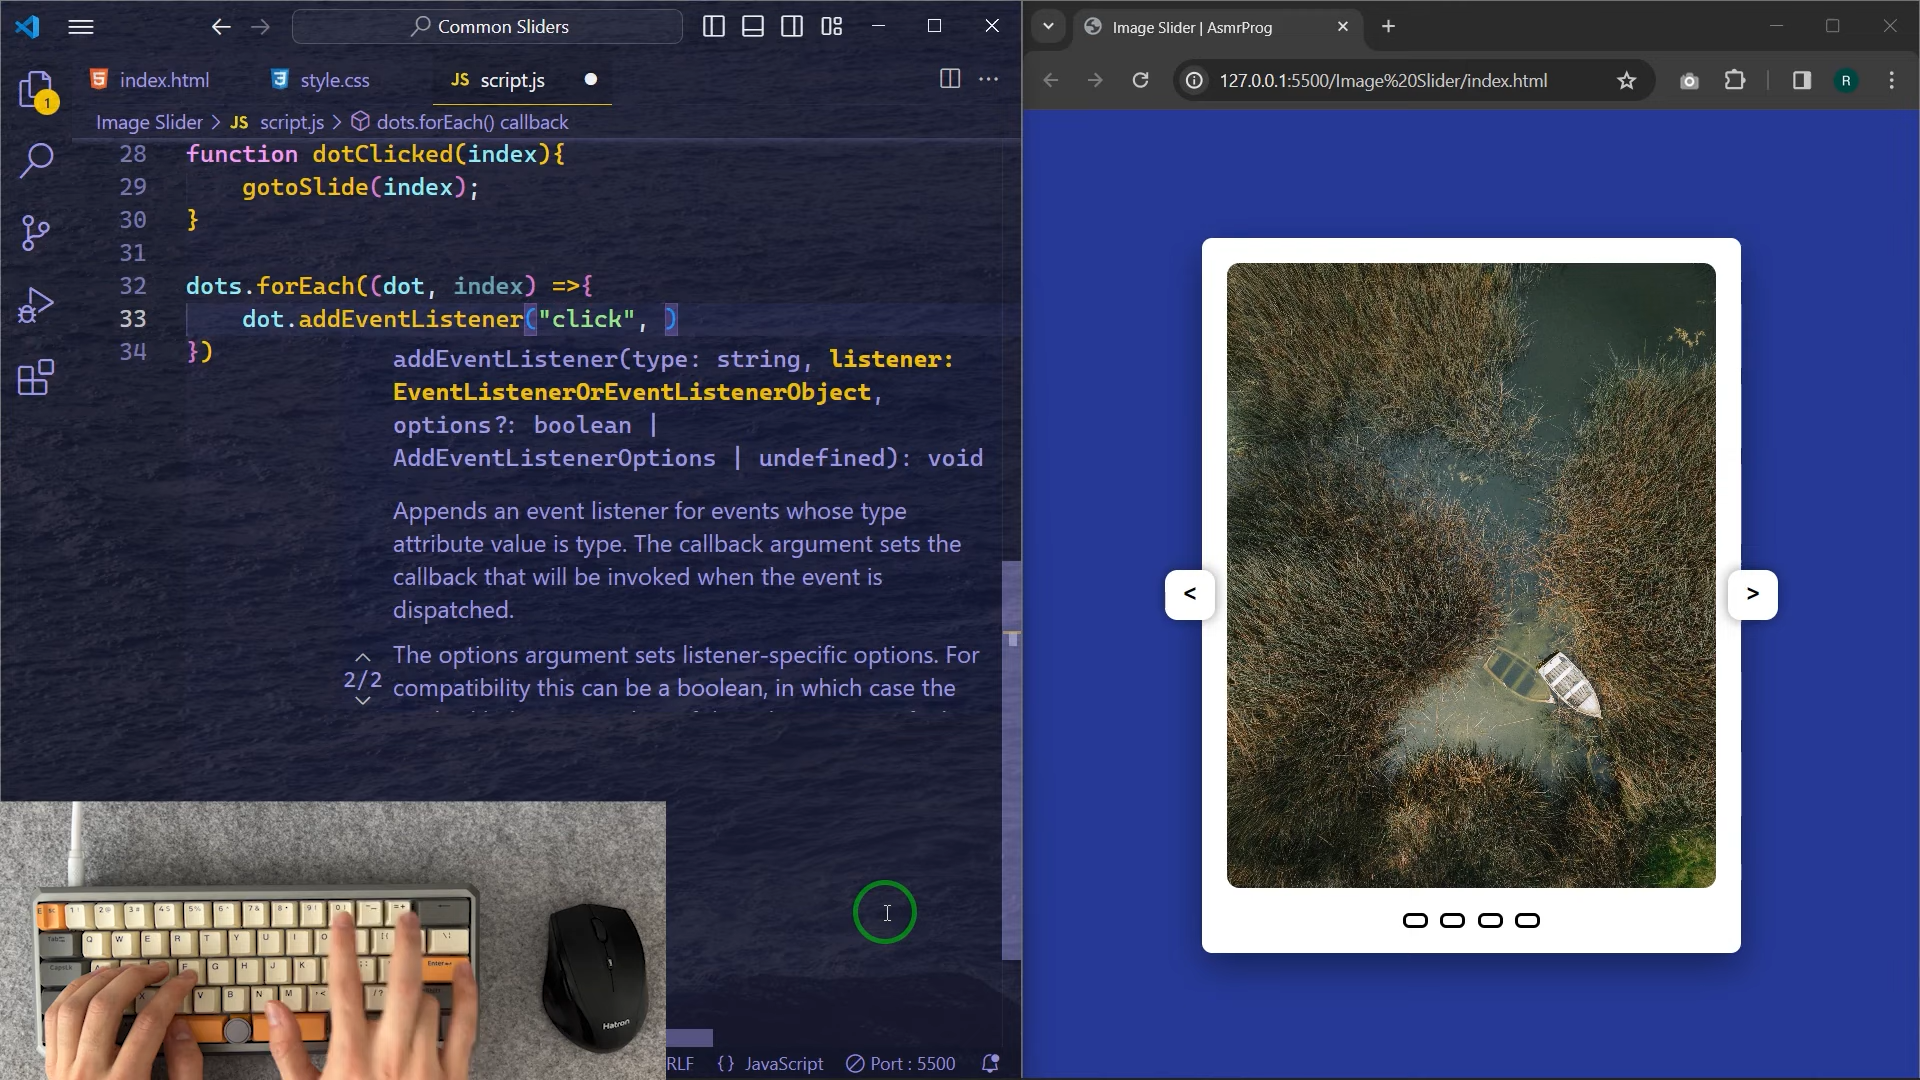 Common Sliders
index.html
style.css
JS script.js
1
Image Slider > JS script.js > dots.forEach() callback
28 function dotClicked(index){
29 gotoSlide(index);
30 }
31
32 dots.forEach((dot, index) =>{
33 dot.addEventListener("click", )
34 })
addEventListener(type: string, listener:
EventListenerOrEventListenerObject,
options?: boolean |
AddEventListenerOptions | undefined): void
Appends an event listener for events whose type
attribute value is type. The callback argument sets the
callback that will be invoked when the event is
dispatched.
The options argument sets listener-specific options. For
2/2
compatibility this can be a boolean, in which case the
RLF {} JavaScript Port : 5500
Hatron
Image Slider | AsmrProg
127.0.0.1:5500/Image%20Slider/index.html
R
<
>